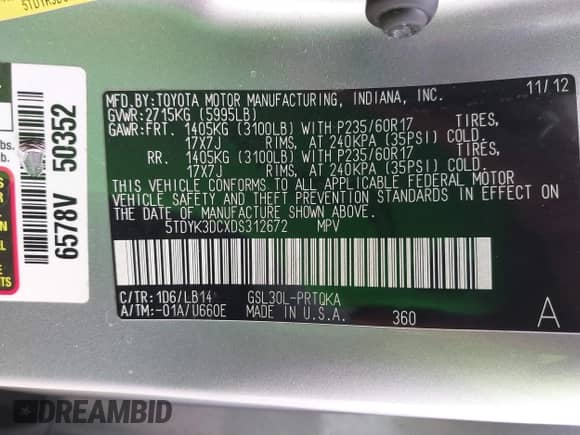 11/12
MFD.BY:TOYOTA MOTOR MANUFACTURING, INDIANA, INC.
GVWR:2715KG (5995LB)
GAWR:FRT. 1405KG (3100LB) WITH P235/60R17 TIRES,
17X7J RIMS, AT 240KPA (35PSI) COLD.
RR. 1405KG (3100LB) WITH P235/60R17 TIRES,
17X7J RIMS, AT 240KPA (35PSI) COLD.
THIS VEHICLE CONFORMS TO ALL APPLICABLE FEDERAL MOTOR
VEHICLE SAFETY AND THEFT PREVENTION STANDARDS IN EFFECT ON
THE DATE OF MANUFACTURE SHOWN ABOVE.
5TDYK3DCXDS312672 MPV
C/TR:1D6/LB14 GSL30L-PRTQKA
A/TM:-01A/U660E MADE IN U.S.A. 360 A
6578V 50352
lbs.
DREAMBID